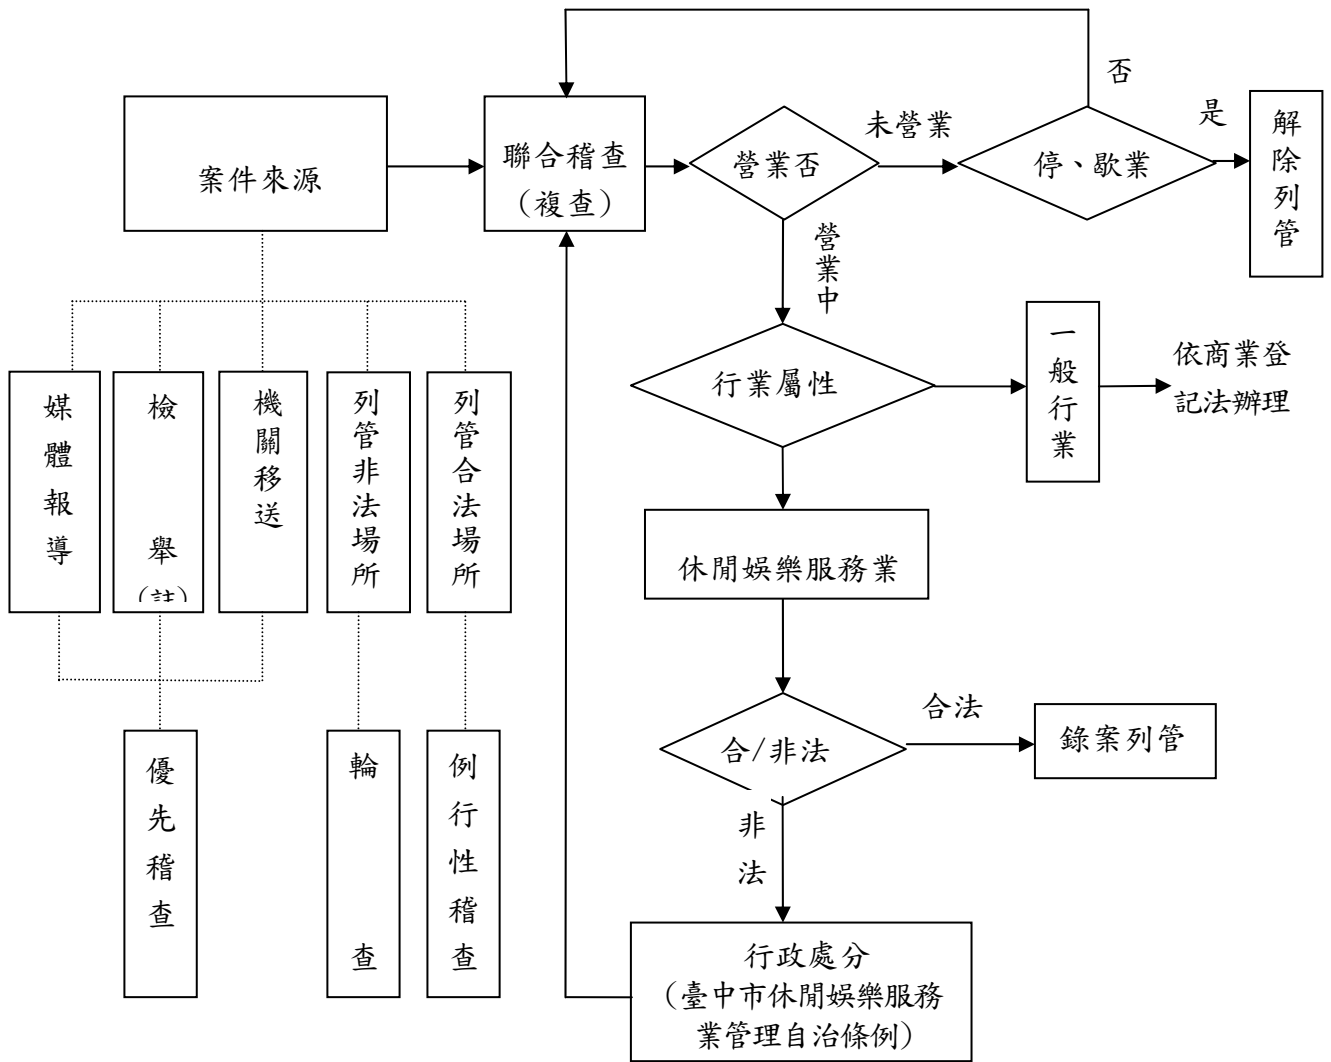 否
案件來源
聯合稽查
（複查）
營業否
未營業
停、歇業
是
解除列管
營業中
行業屬性
一般行業
依商業登
記法辦理
媒體報導
檢舉
（註）
機關移送
列管非法場所
列管合法場所
休閒娛樂服務業
合/非法
合法
錄案列管
非法
優先稽查
輪查
例行性稽查
行政處分
（臺中市休閒娛樂服務
業管理自治條例）